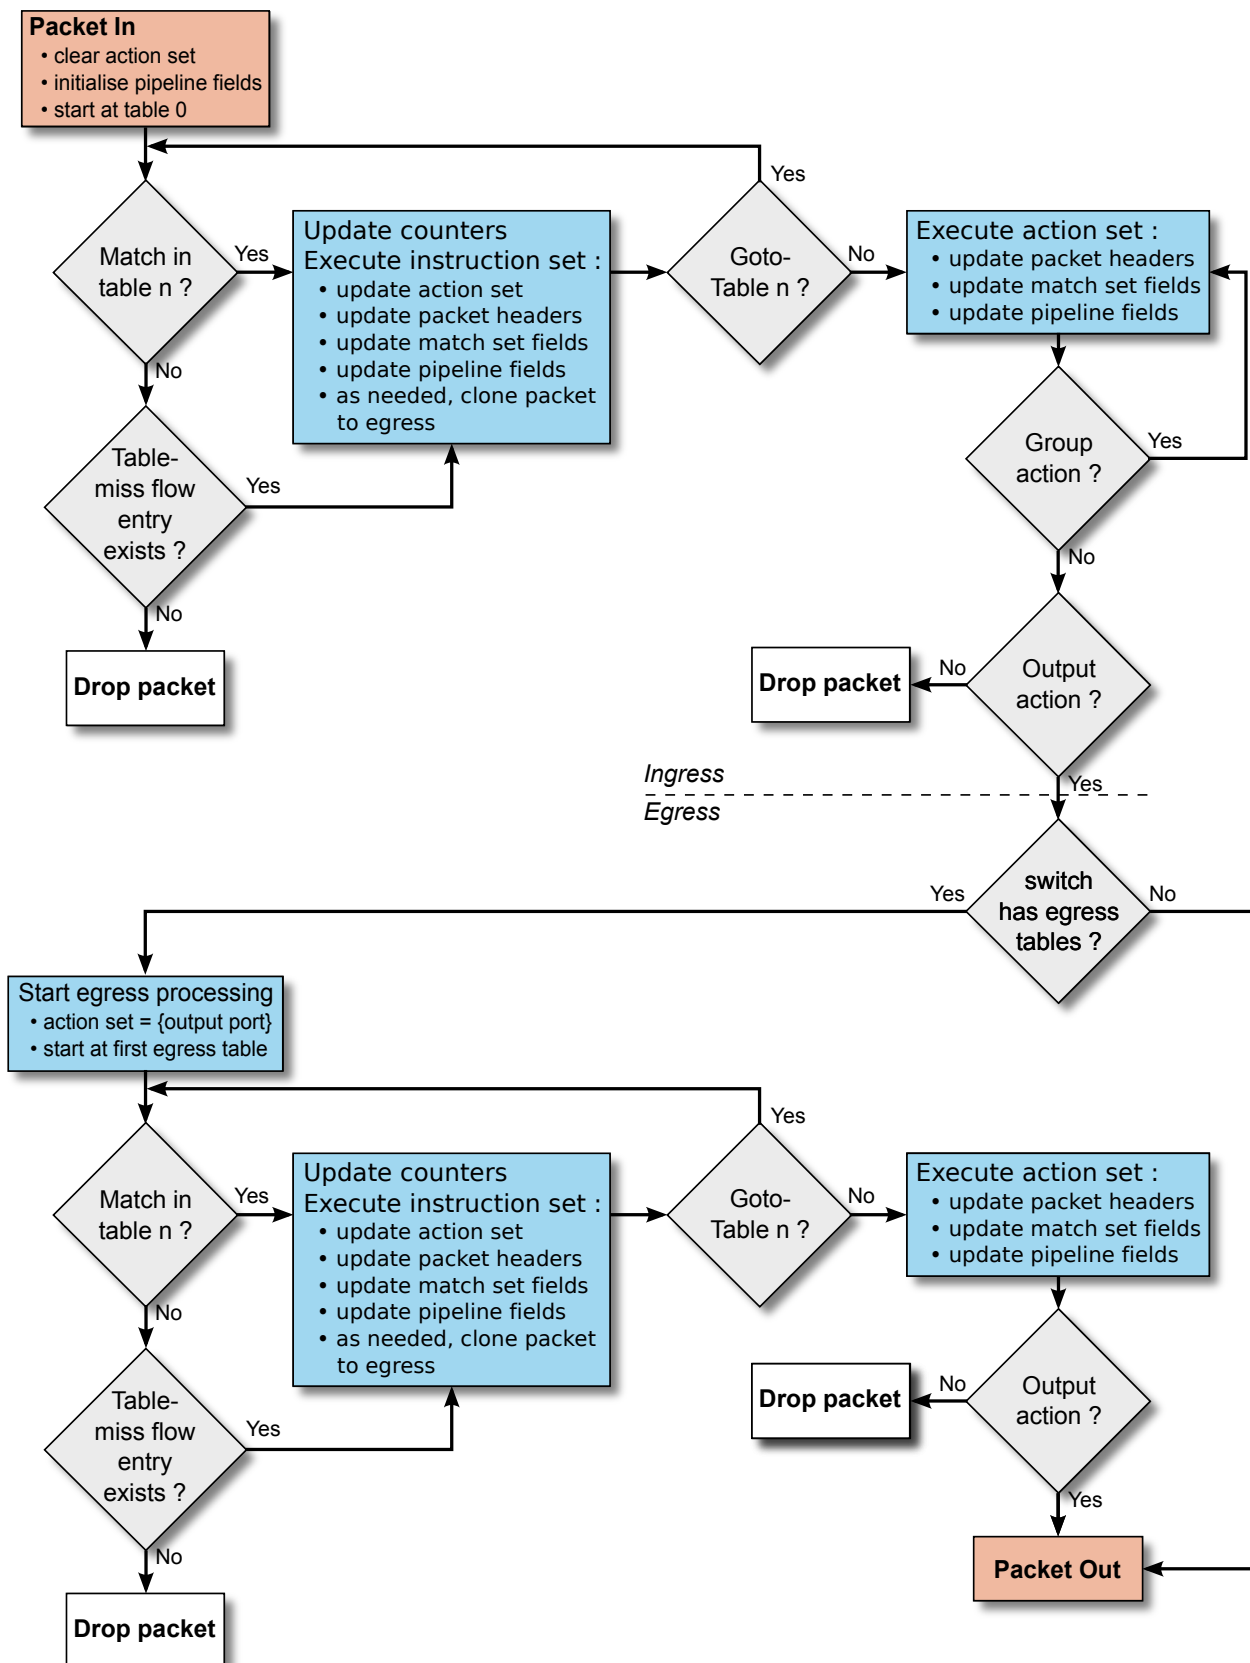 Packet In
• clear action set
• initialise pipeline fields
• start at table 0
Yes
Match in
table n ?
Yes
Update counters
Execute instruction set :
• update action set
• update packet headers
• update match set fields
• update pipeline fields
• as needed, clone packet
to egress
Goto-
Table n ?
No
Execute action set :
• update packet headers
• update match set fields
• update pipeline fields
No
Table-
miss flow
entry
exists ?
Yes
Group
action ?
Yes
No
No
Drop packet
Drop packet
No
Output
action ?
Ingress
Yes
Egress
Yes
switch
has egress
tables ?
No
Start egress processing
• action set = {output port}
• start at first egress table
Yes
Match in
table n ?
Yes
Update counters
Execute instruction set :
• update action set
• update packet headers
• update match set fields
• update pipeline fields
• as needed, clone packet
to egress
Goto-
Table n ?
No
Execute action set :
• update packet headers
• update match set fields
• update pipeline fields
No
Table-
miss flow
entry
exists ?
Yes
Drop packet
No
Output
action ?
Yes
No
Drop packet
Packet Out